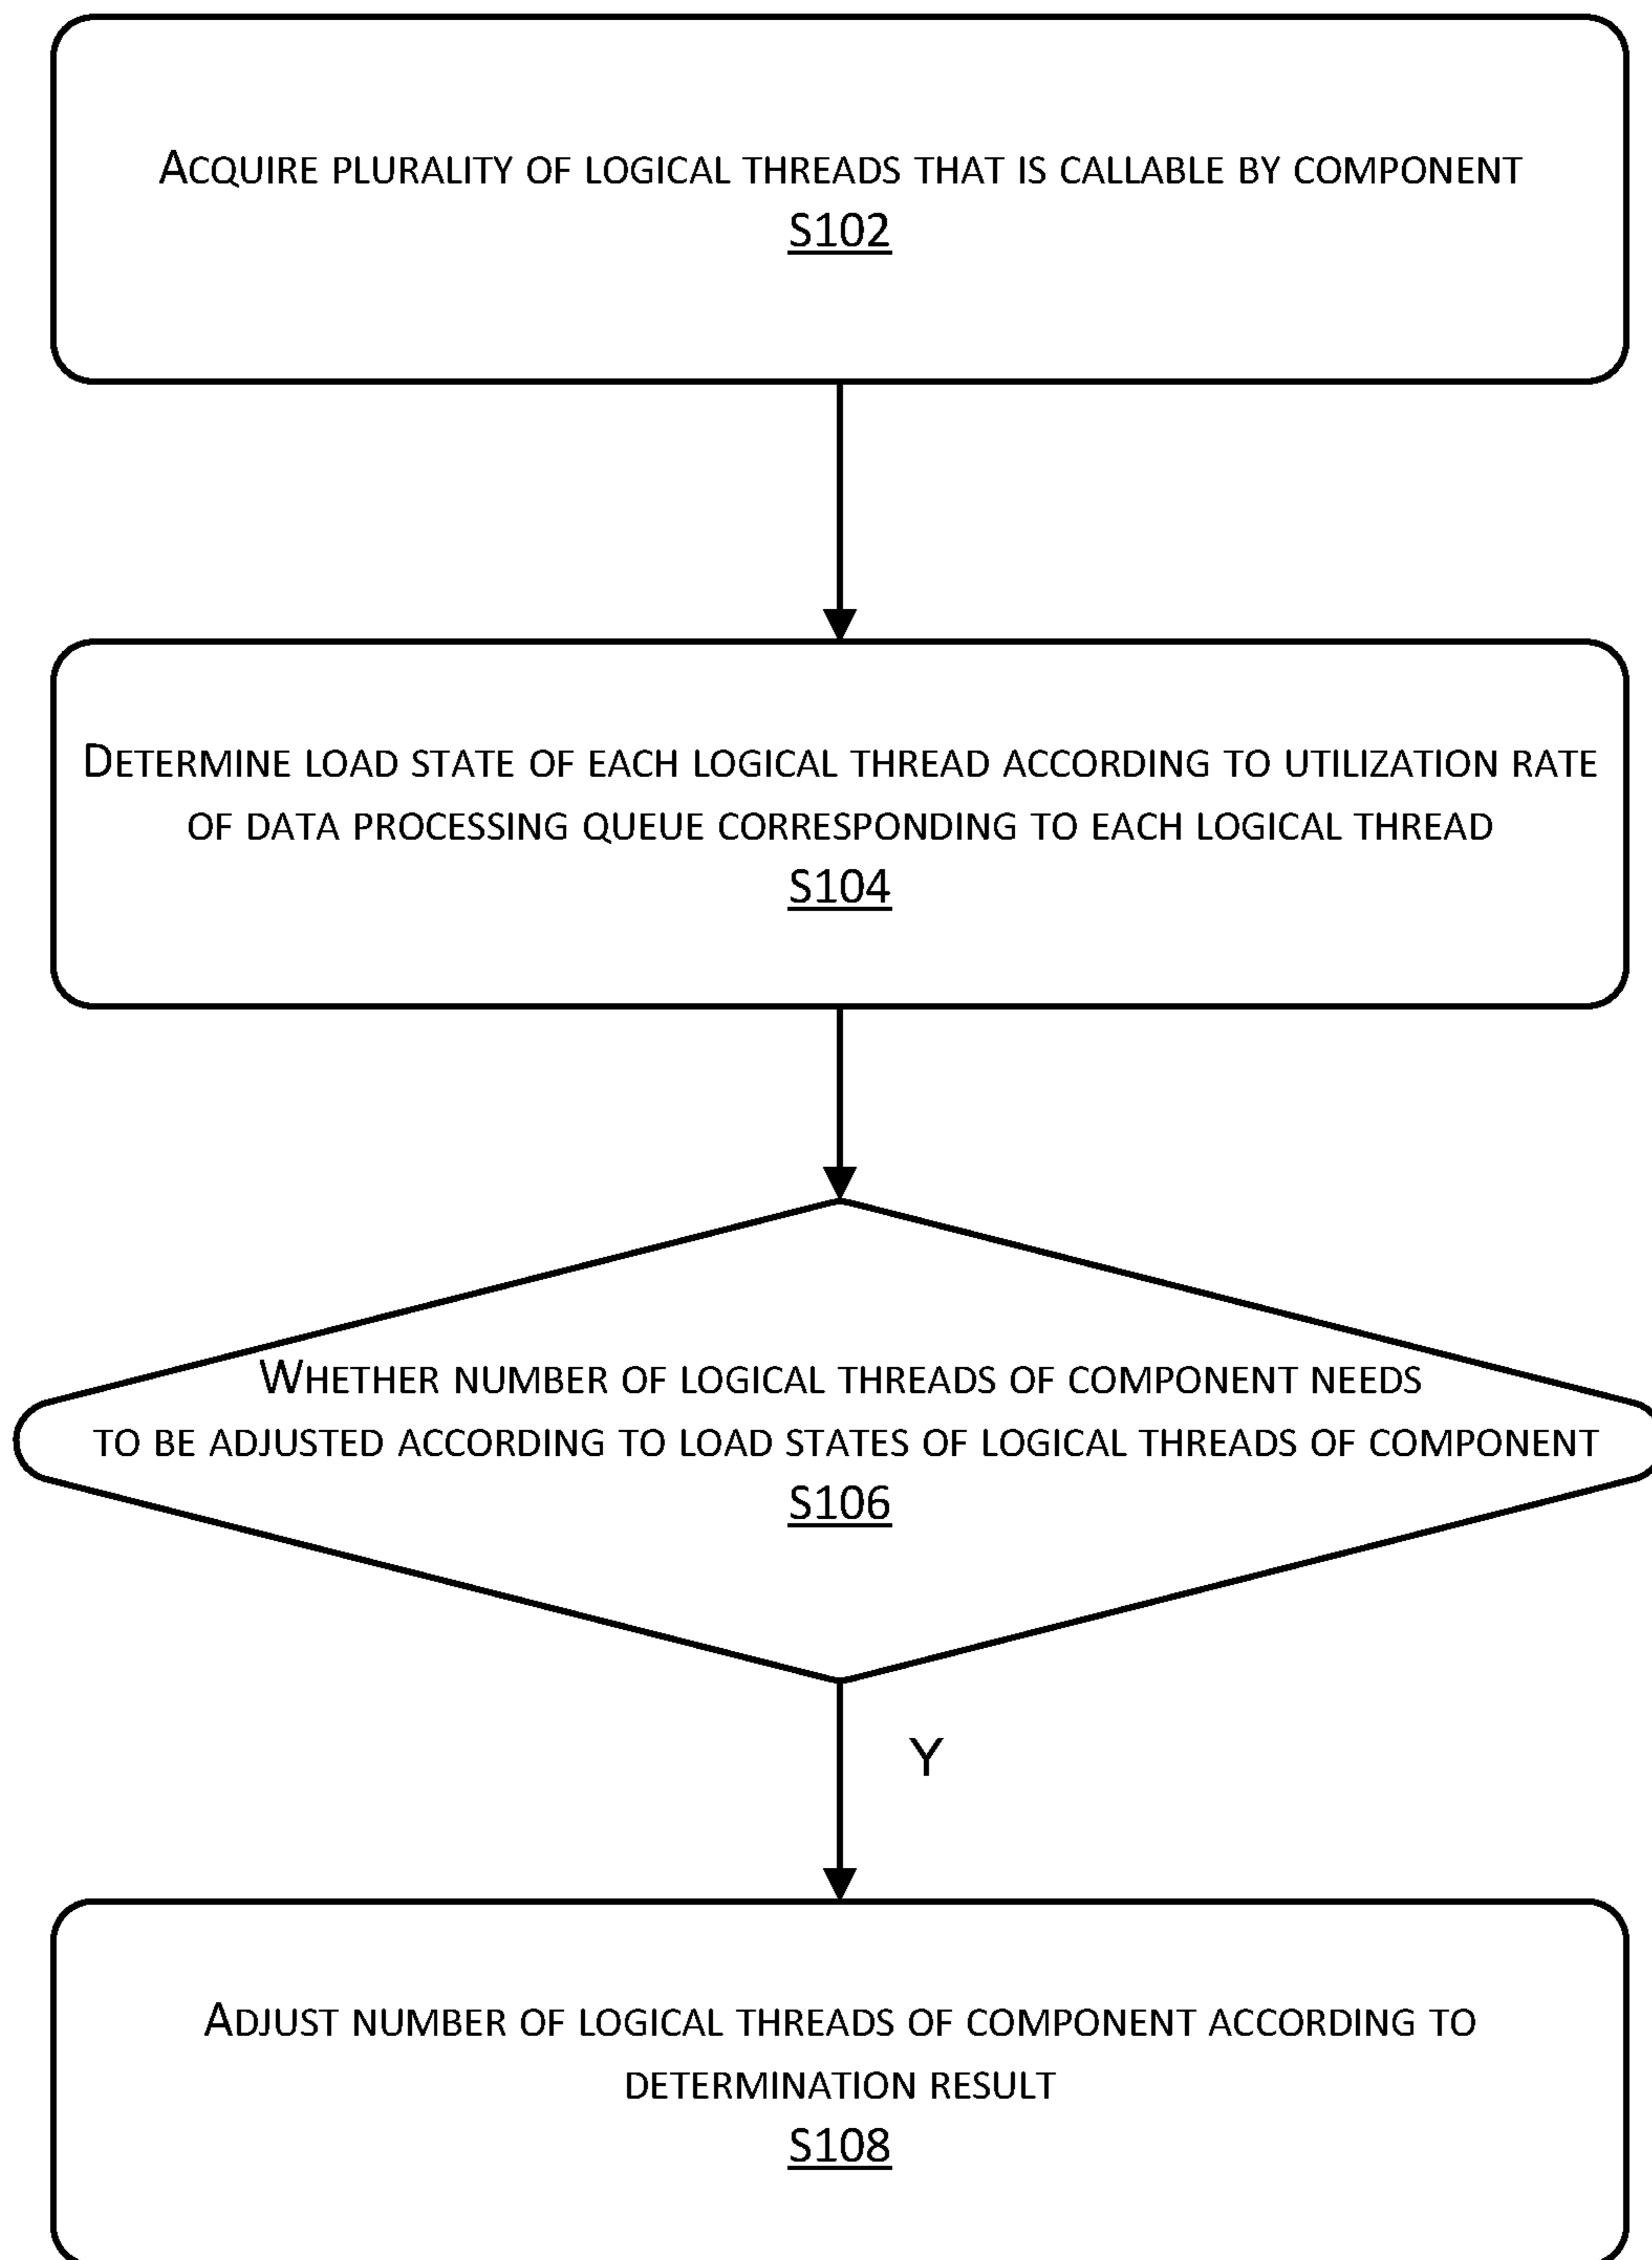 Acquire plurality of logical threads that is callable by component
S102
Determine load state of each logical thread according to utilization rate
of data processing queue corresponding to each logical thread
S104
Whether number of logical threads of component needs
to be adjusted according to load states of logical threads of component
S106
Y
Adjust number of logical threads of component according to
determination result
S108